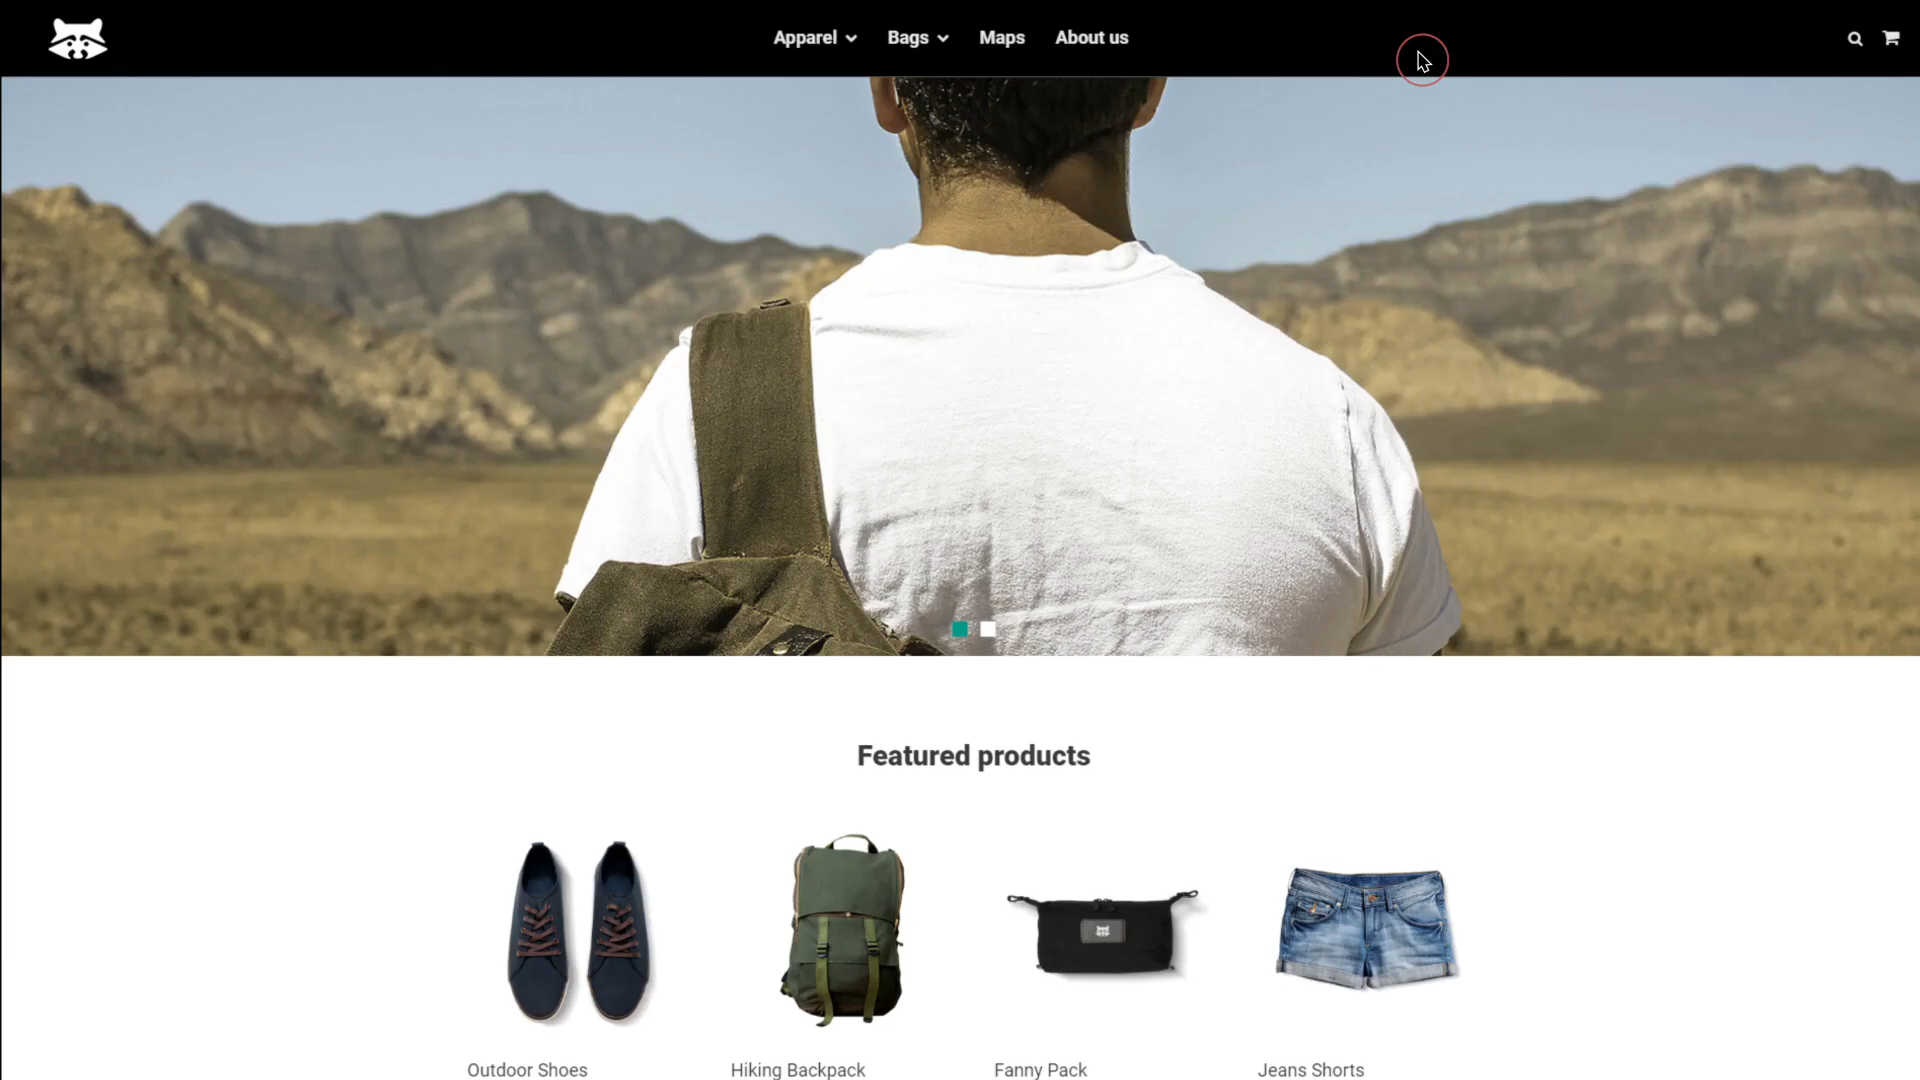 Apparel Bags Maps About us
Featured products
Outdoor Shoes Hiking Backpack Fanny Pack Jeans Shorts